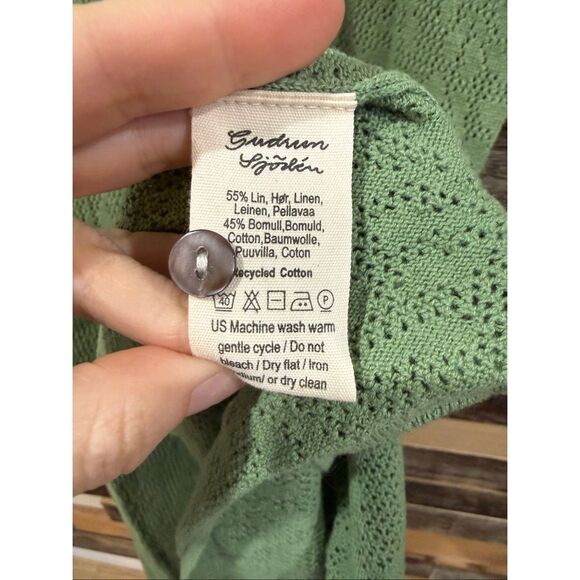 Gudrun
Sjödén
55% Lin, Hør, Linen,
Leinen, Pellavaa
45% Bomull,Bomuld,
Cotton,Baumwolle,
Puuvilla, Coton
Recycled Cotton
40 P
US Machine wash warm
gentle cycle / Do not
bleach / Dry flat / Iron
or dry clean